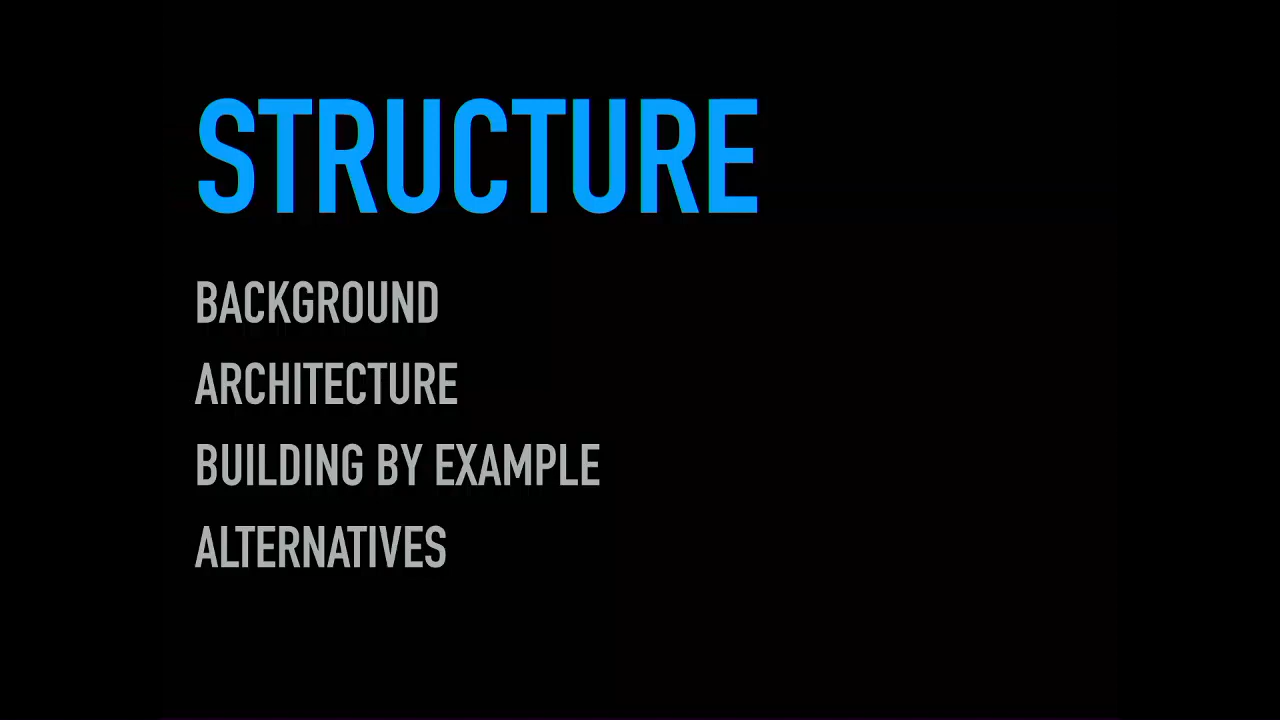 STRUCTURE
BACKGROUND
ARCHITECTURE
BUILDING BY EXAMPLE
ALTERNATIVES